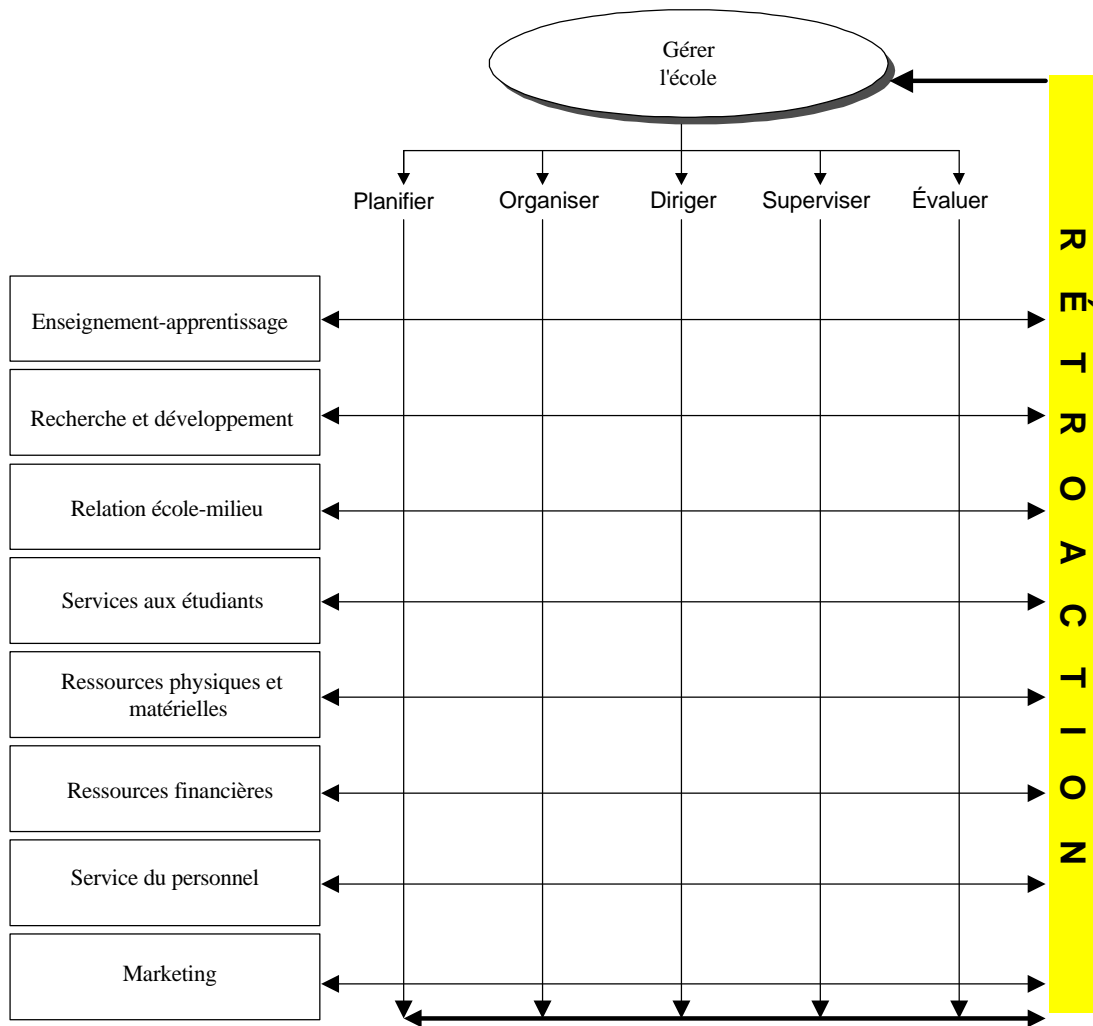 Gérer
l'école
Planifier Organiser Diriger Superviser Évaluer
Enseignement-apprentissage
Recherche et développement
Relation école-milieu
Services aux étudiants
Ressources physiques et
matérielles
Ressources financières
Service du personnel
Marketing
RÉTROACTION